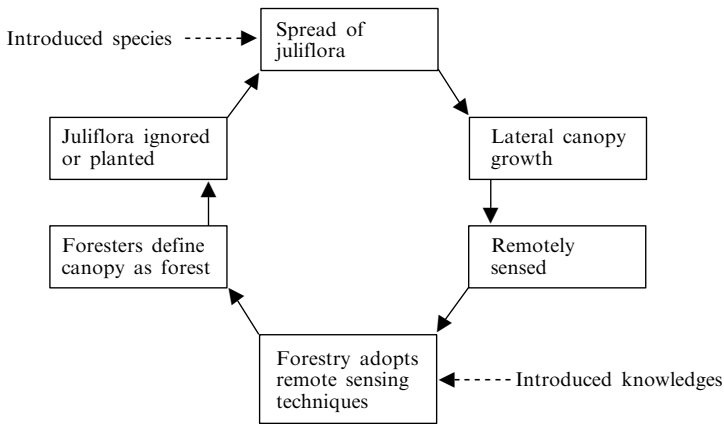 Introduced species
Spread of
juliflora
Lateral canopy
growth
Remotely
sensed
Forestry adopts
remote sensing
techniques
Introduced knowledges
Foresters define
canopy as forest
Juliflora ignored
or planted